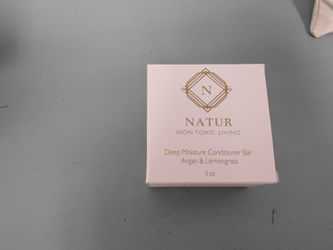 N
NATUR
NON TOXIC LIVING
Deep Moisture Conditioner Bar
Argan & Lemongrass
3 oz